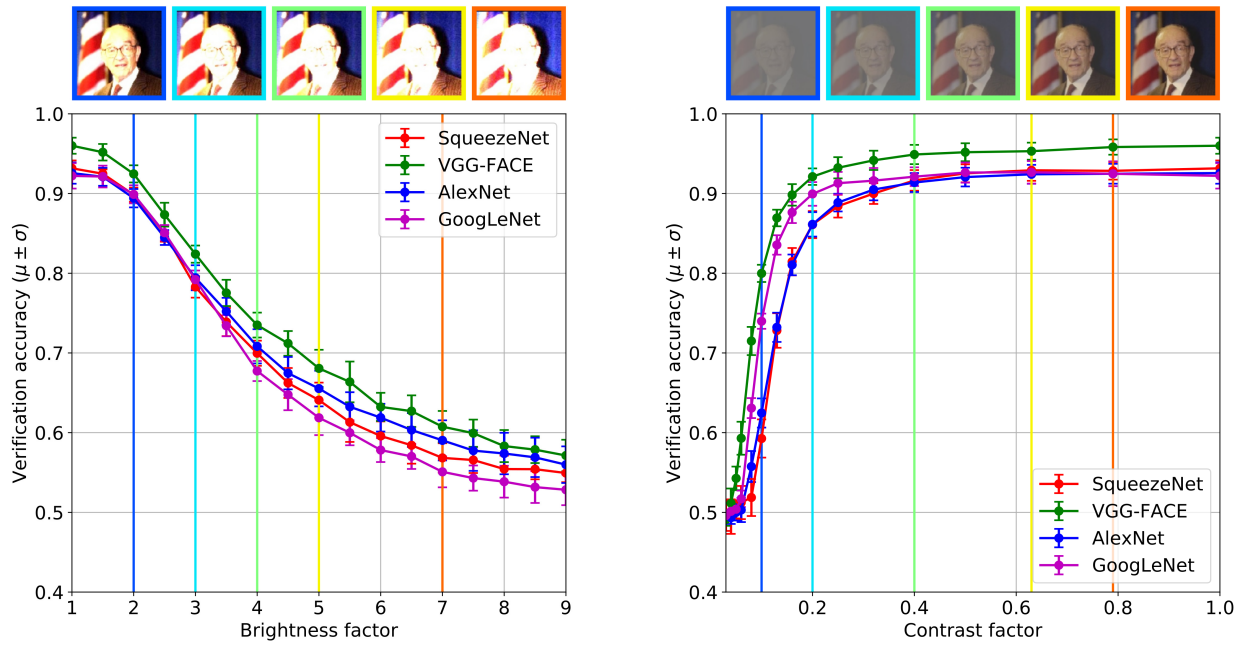 1.0
0.9
0.8
0.7
0.6
0.5
0.4
Verification accuracy (μ ± σ)
SqueezeNet
VGG-FACE
AlexNet
GoogLeNet
1 2 3 4 5 6 7 8 9
Brightness factor
1.0
0.9
0.8
0.7
0.6
0.5
0.4
Verification accuracy (μ ± σ)
SqueezeNet
VGG-FACE
AlexNet
GoogLeNet
0.2 0.4 0.6 0.8 1.0
Contrast factor